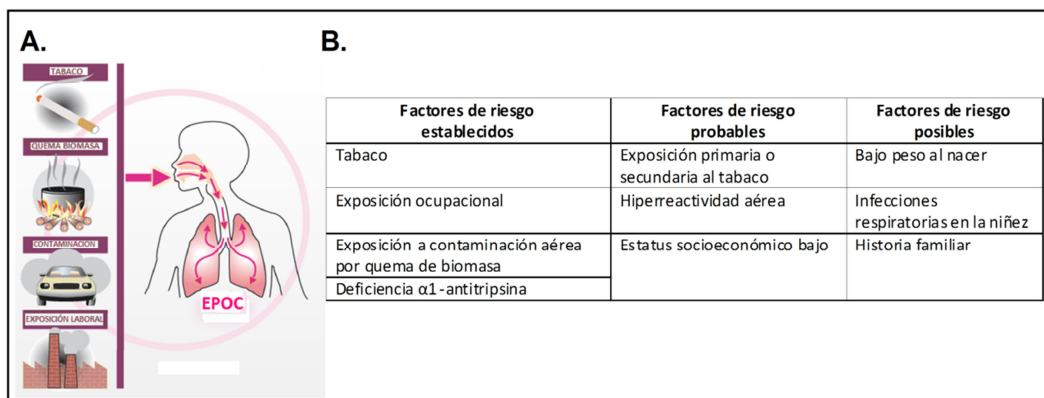 A.
TABACO
QUEMA BIOMASA
CONTAMINACION
EXPOSICIÓN LABORAL
EPOC
B.
Factores de riesgo
establecidos
Factores de riesgo
probables
Factores de riesgo
posibles
Tabaco
Exposición primaria o
secundaria al tabaco
Bajo peso al nacer
Exposición ocupacional
Hiperreactividad aérea
Infecciones
respiratorias en la niñez
Exposición a contaminación aérea
por quema de biomasa
Estatus socioeconómico bajo
Historia familiar
Deficiencia α1-antitripsina